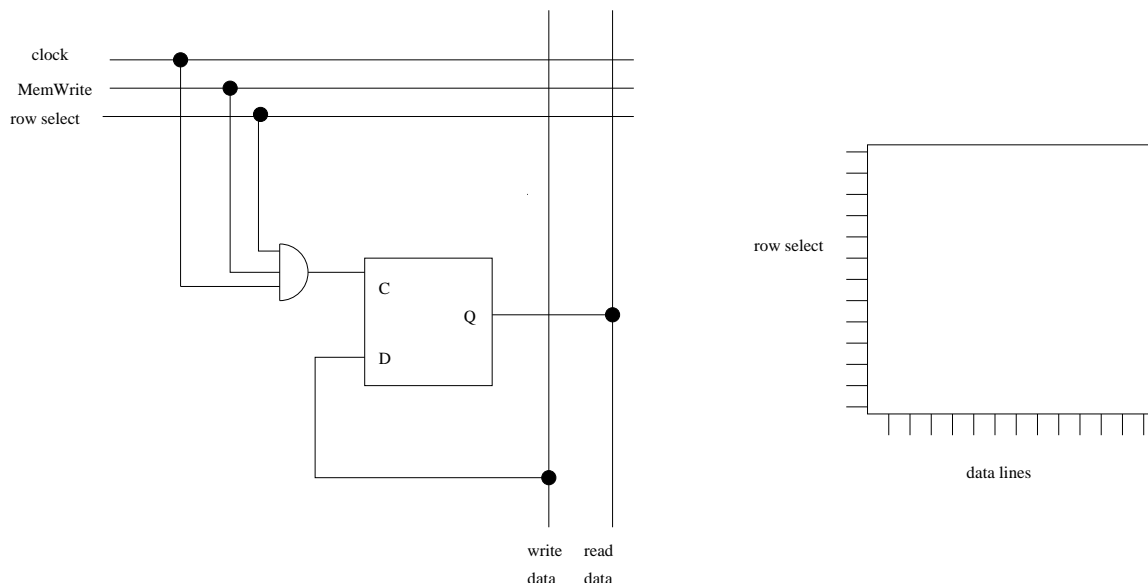 clock
MemWrite
row select
C
Q
D
write read
data data
row select
data lines